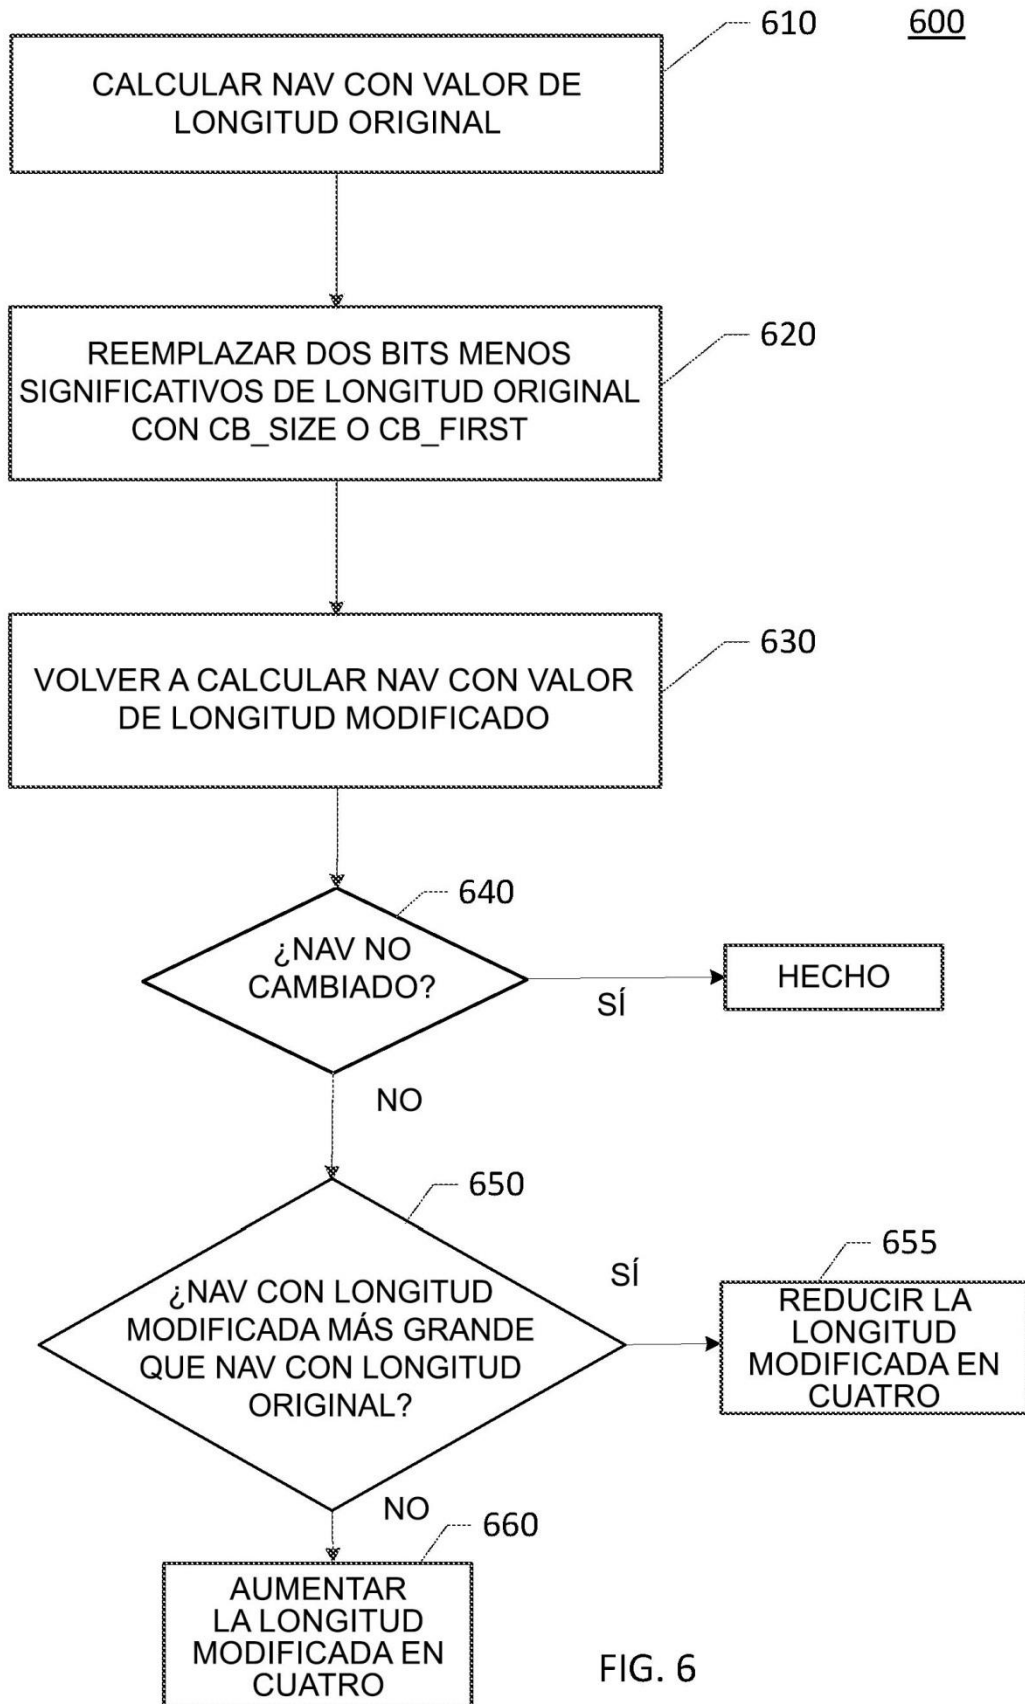 610
600
CALCULAR NAV CON VALOR DE
LONGITUD ORIGINAL
620
REEMPLAZAR DOS BITS MENOS
SIGNIFICATIVOS DE LONGITUD ORIGINAL
CON CB_SIZE O CB_FIRST
630
VOLVER A CALCULAR NAV CON VALOR
DE LONGITUD MODIFICADO
640
¿NAV NO
CAMBIADO?
SÍ
HECHO
NO
650
¿NAV CON LONGITUD
MODIFICADA MÁS GRANDE
QUE NAV CON LONGITUD
ORIGINAL?
SÍ
655
REDUCIR LA
LONGITUD
MODIFICADA EN
CUATRO
NO
660
AUMENTAR
LA LONGITUD
MODIFICADA EN
CUATRO
FIG. 6